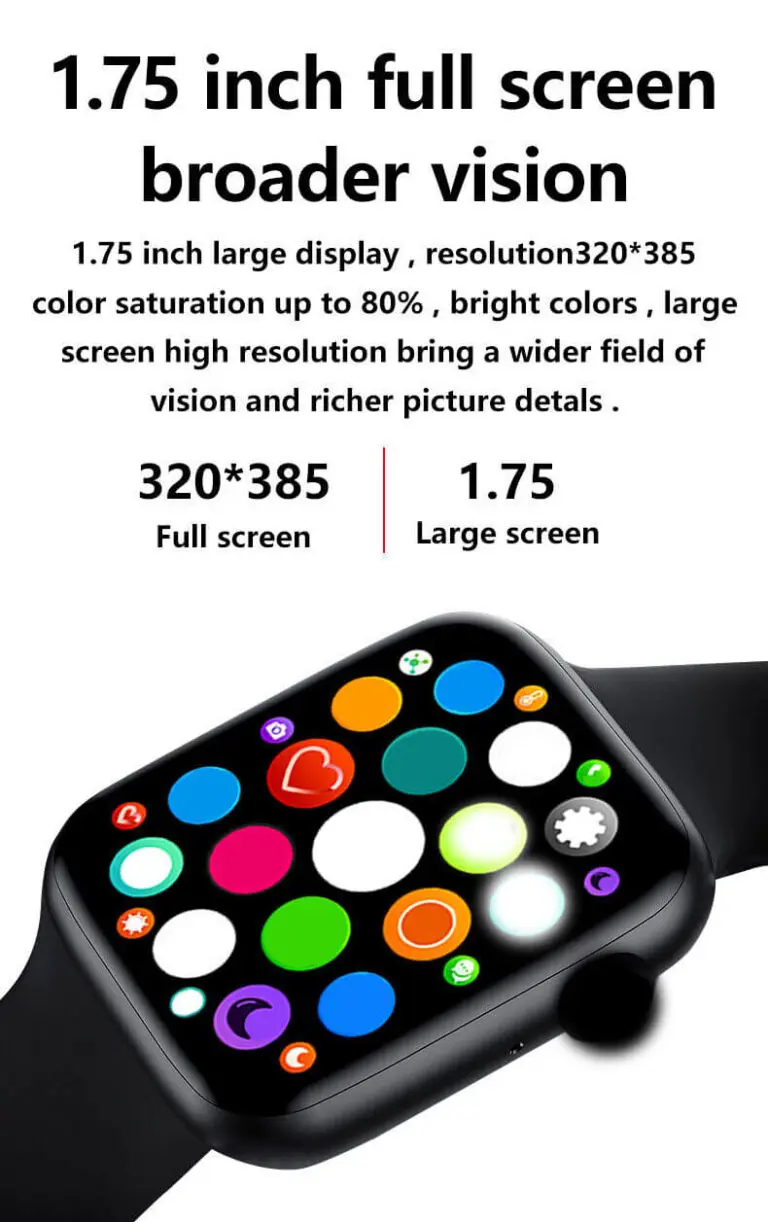 1.75 inch full screen
broader vision
1.75 inch large display , resolution320*385
color saturation up to 80% , bright colors , large
screen high resolution bring a wider field of
vision and richer picture detals .
320*385
Full screen
1.75
Large screen